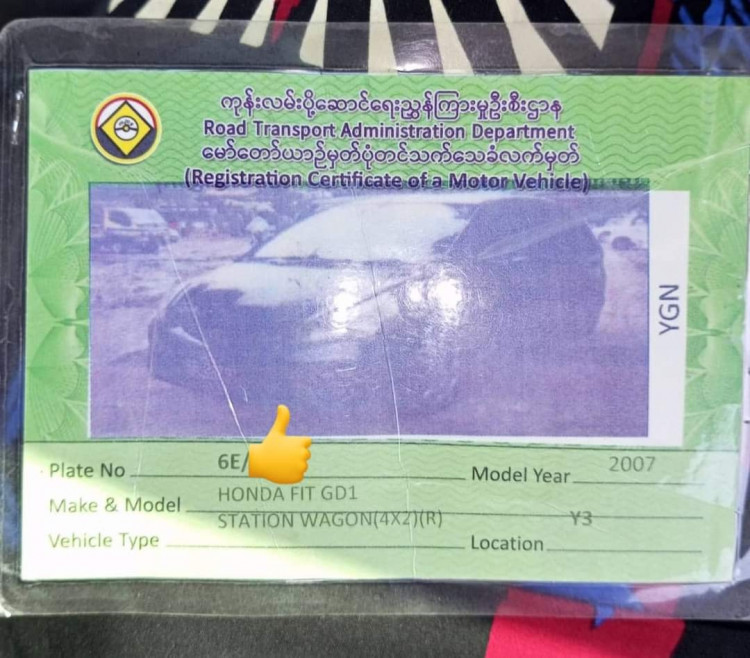 ကုန်းလမ်းပို့ဆောင်ရေးညွှန်ကြားမှုဦးစီးဌာန
Road Transport Administration Department
မော်တော်ယာဉ်မှတ်ပုံတင်သက်သေခံလက်မှတ်
(Registration Certificate of a Motor Vehicle)
YGN
Plate No 6E/ Model Year 2007
Make & Model HONDA FIT GD1
Vehicle Type STATION WAGON(4X2)(R) Location Y3